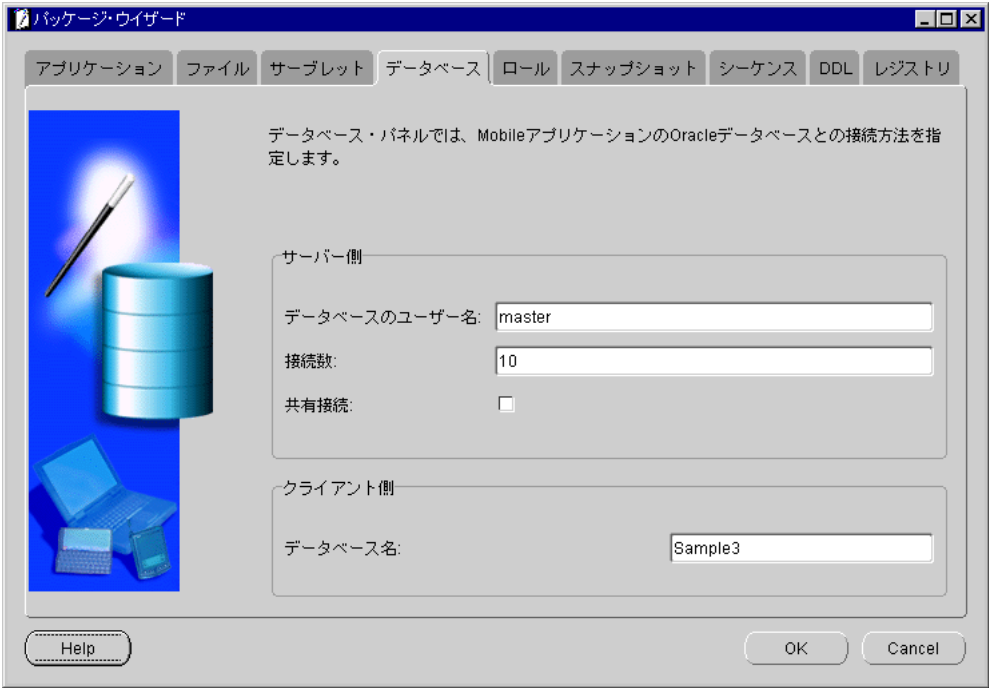 パッケージ・ウィザード
アプリケーション ファイル サーブレット データベース ロール スナップショット シーケンス DDL レジストリ
データベース・パネルでは、MobileアプリケーションのOracleデータベースとの接続方法を指
定します。
サーバー側
データベースのユーザー名: master
接続数: 10
共有接続:
クライアント側
データベース名: Sample3
Help OK Cancel